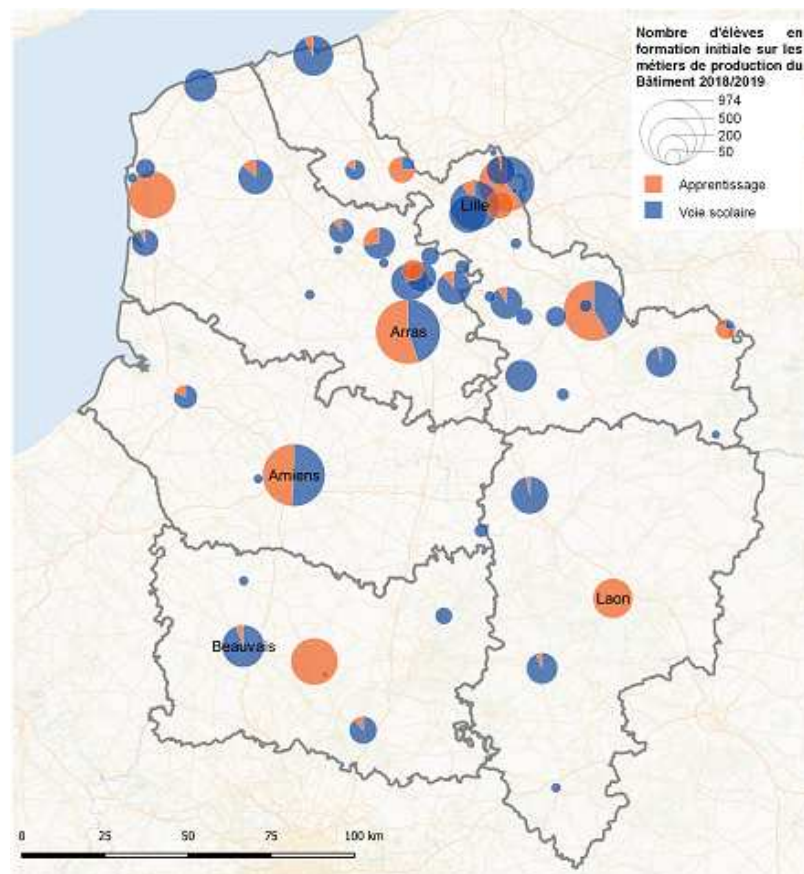 Nombre d'élèves en
formation initiale sur les
métiers de production du
Bâtiment 2018/2019
974
500
200
50
Apprentissage
Voie scolaire
Lille
Arras
Amiens
Laon
Beauvais
0 25 50 75 100 km